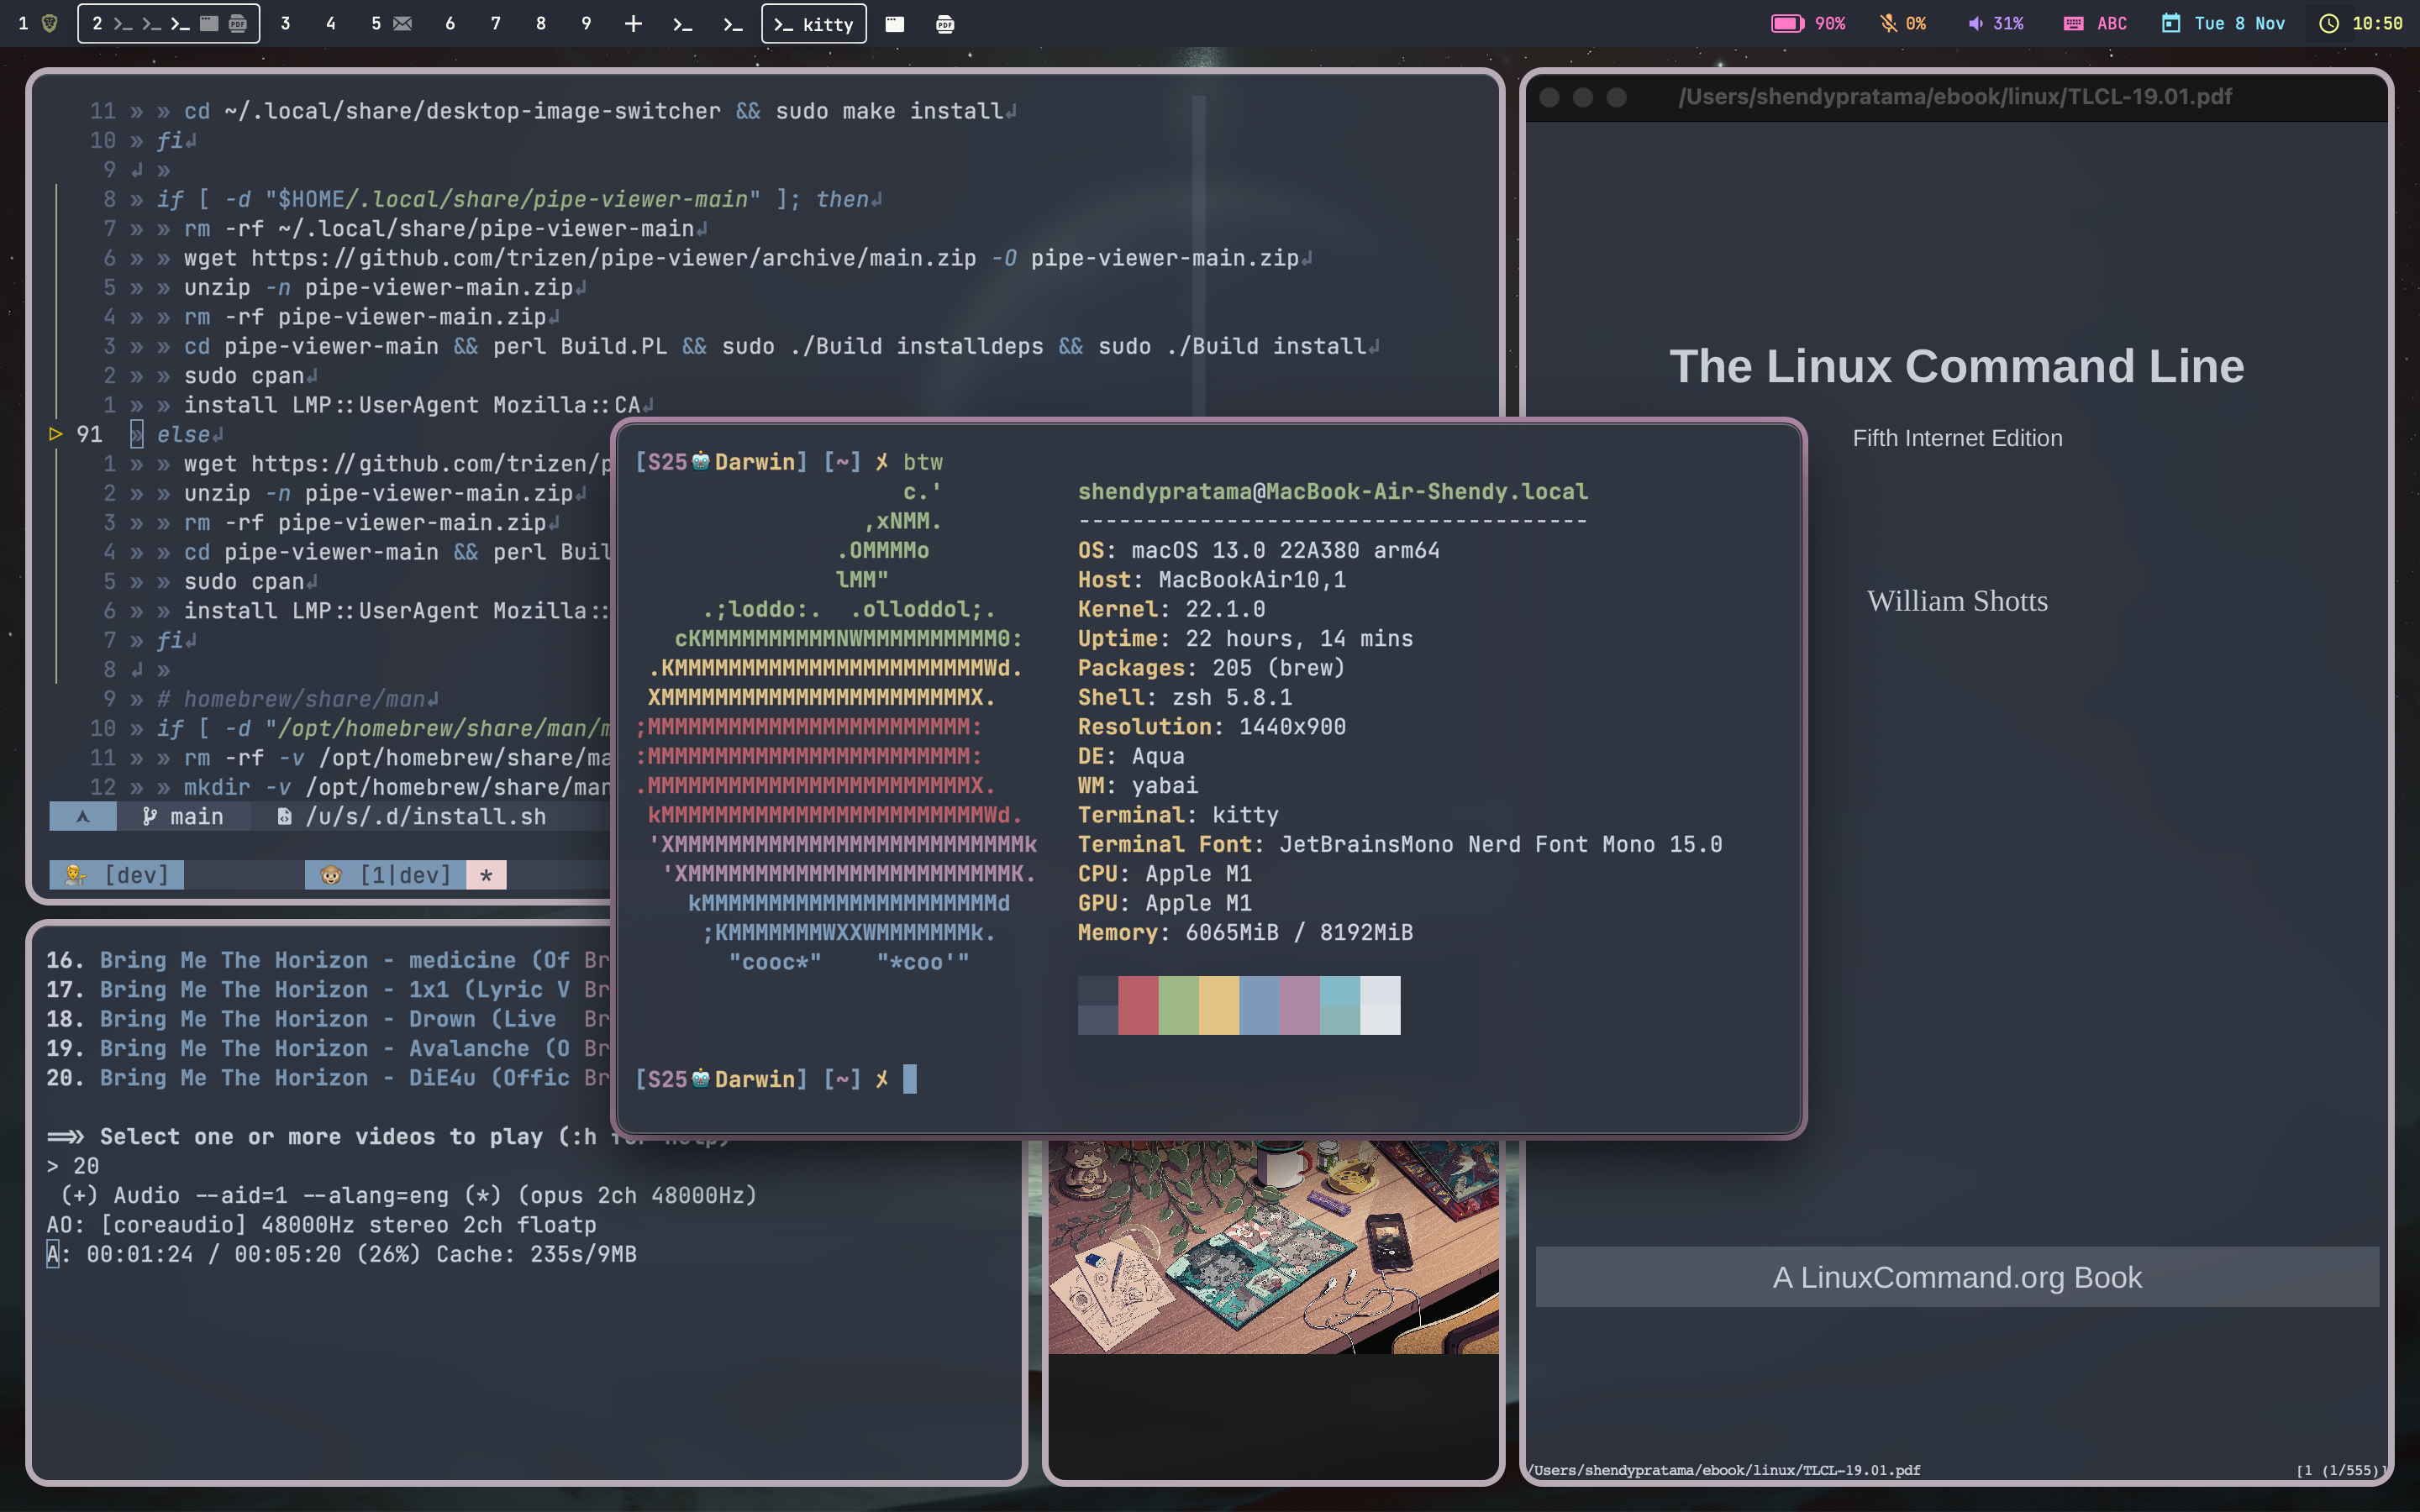 1 2 3 4 5 6 7 8 9 kitty 90% 0% 31% ABC Tue 8 Nov 10:50
11 » » cd ~/.local/share/desktop-image-switcher && sudo make install↲
10 » fi↲
9 ↲ »
8 » if [ -d "$HOME/.local/share/pipe-viewer-main" ]; then↲
7 » » rm -rf ~/.local/share/pipe-viewer-main↲
6 » » wget https://github.com/trizen/pipe-viewer/archive/main.zip -O pipe-viewer-main.zip↲
5 » » unzip -n pipe-viewer-main.zip↲
4 » » rm -rf pipe-viewer-main.zip↲
3 » » cd pipe-viewer-main && perl Build.PL && sudo ./Build installdeps && sudo ./Build install↲
2 » » sudo cpan↲
1 » » install LMP::UserAgent Mozilla::CA↲
91 » else↲
1 » » wget https://github.com/trizen/p
2 » » unzip -n pipe-viewer-main.zip↲
3 » » rm -rf pipe-viewer-main.zip↲
4 » » cd pipe-viewer-main && perl Buil
5 » » sudo cpan↲
6 » » install LMP::UserAgent Mozilla::
7 » fi↲
8 ↲ »
9 » # homebrew/share/man↲
10 » if [ -d "/opt/homebrew/share/man/m
11 » » rm -rf -v /opt/homebrew/share/ma
12 » » mkdir -v /opt/homebrew/share/man
main /u/s/.d/install.sh
[dev] [1|dev] *
[S25🤖Darwin] [~] btw
c.'
,xNMM.
.OMMMMo
lMM"
.;loddo:. .olloddol;.
cKMMMMMMMMMMNWMMMMMMMMMM0:
.KMMMMMMMMMMMMMMMMMMMMMMMWd.
XMMMMMMMMMMMMMMMMMMMMMMMX.
;MMMMMMMMMMMMMMMMMMMMMMMM:
:MMMMMMMMMMMMMMMMMMMMMMMM:
.MMMMMMMMMMMMMMMMMMMMMMMMX.
kMMMMMMMMMMMMMMMMMMMMMMMMWd.
'XMMMMMMMMMMMMMMMMMMMMMMMMMMk
'XMMMMMMMMMMMMMMMMMMMMMMMMK.
kMMMMMMMMMMMMMMMMMMMMMMd
;KMMMMMMMWXXWMMMMMMMk.
"cooc*" "*coo'"
shendypratama@MacBook-Air-Shendy.local
--------------------------------------
OS: macOS 13.0 22A380 arm64
Host: MacBookAir10,1
Kernel: 22.1.0
Uptime: 22 hours, 14 mins
Packages: 205 (brew)
Shell: zsh 5.8.1
Resolution: 1440x900
DE: Aqua
WM: yabai
Terminal: kitty
Terminal Font: JetBrainsMono Nerd Font Mono 15.0
CPU: Apple M1
GPU: Apple M1
Memory: 6065MiB / 8192MiB
[S25🤖Darwin] [~]
16. Bring Me The Horizon - medicine (Of Br
17. Bring Me The Horizon - 1x1 (Lyric V Br
18. Bring Me The Horizon - Drown (Live Br
19. Bring Me The Horizon - Avalanche (O Br
20. Bring Me The Horizon - DiE4u (Offic Br
==>> Select one or more videos to play (:h for help)
> 20
(+) Audio --aid=1 --alang=eng (*) (opus 2ch 48000Hz)
AO: [coreaudio] 48000Hz stereo 2ch floatp
A: 00:01:24 / 00:05:20 (26%) Cache: 235s/9MB
/Users/shendypratama/ebook/linux/TLCL-19.01.pdf
The Linux Command Line
Fifth Internet Edition
William Shotts
A LinuxCommand.org Book
/Users/shendypratama/ebook/linux/TLCL-19.01.pdf [1 (1/555)]